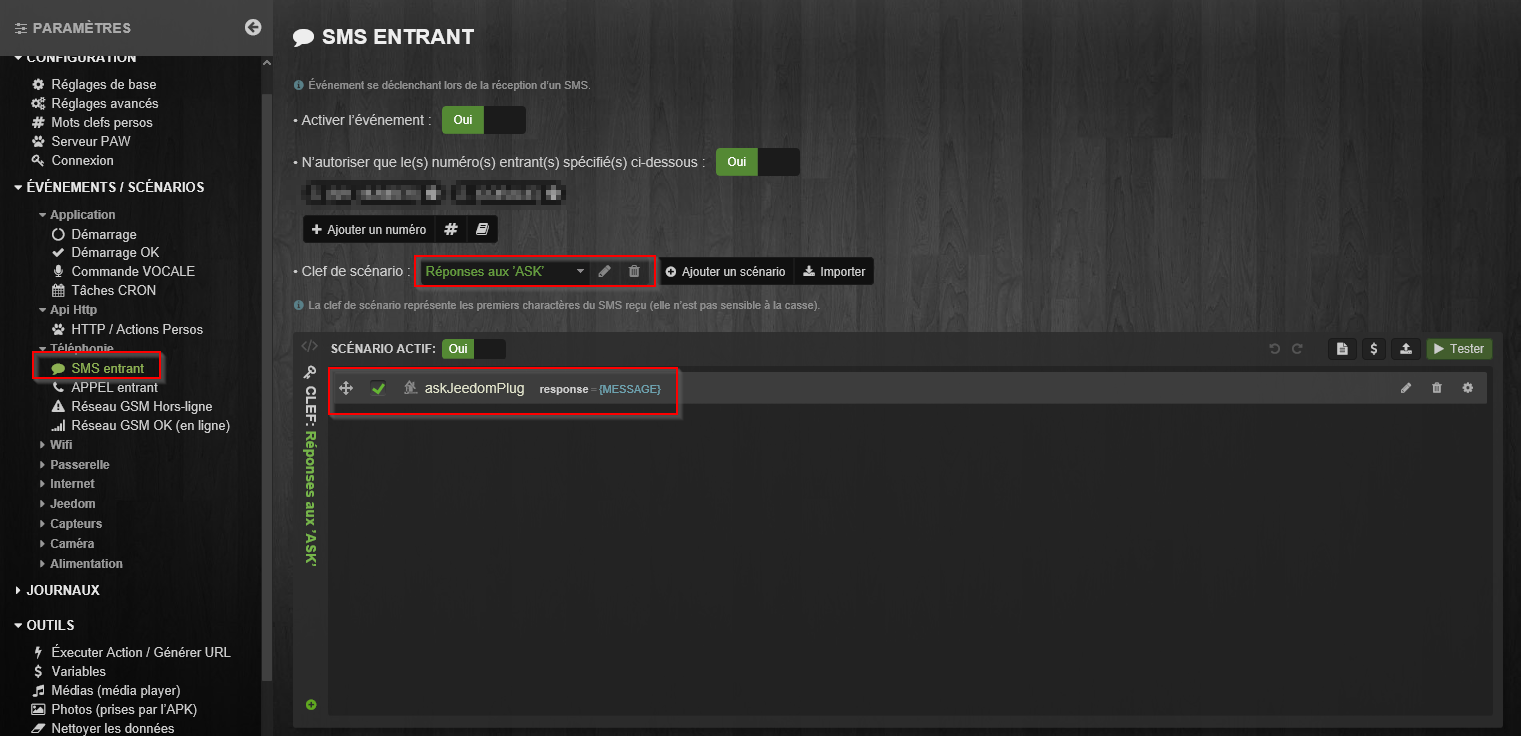 PARAMÈTRES
CONFIGURATION
Réglages de base
Réglages avancés
Mots clefs persos
Serveur PAW
Connexion
ÉVÉNEMENTS / SCÉNARIOS
Application
Démarrage
Démarrage OK
Commande VOCALE
Tâches CRON
Api Http
HTTP / Actions Persos
Téléphonie
SMS entrant
APPEL entrant
Réseau GSM Hors-ligne
Réseau GSM OK (en ligne)
Wifi
Passerelle
Internet
Jeedom
Capteurs
Caméra
Alimentation
JOURNAUX
OUTILS
Éxecuter Action / Générer URL
Variables
Médias (média player)
Photos (prises par l'APK)
Nettoyer les données
SMS ENTRANT
Événement se déclenchant lors de la réception d'un SMS.
• Activer l'événement : Oui
• N'autoriser que le(s) numéro(s) entrant(s) spécifié(s) ci-dessous : Oui
Ajouter un numéro
• Clef de scénario : Réponses aux 'ASK' Ajouter un scénario Importer
La clef de scénario représente les premiers charactères du SMS reçu (elle n'est pas sensible à la casse).
SCÉNARIO ACTIF: Oui Tester
CLEF: Réponses aux 'ASK'
askJeedomPlug response = {MESSAGE}